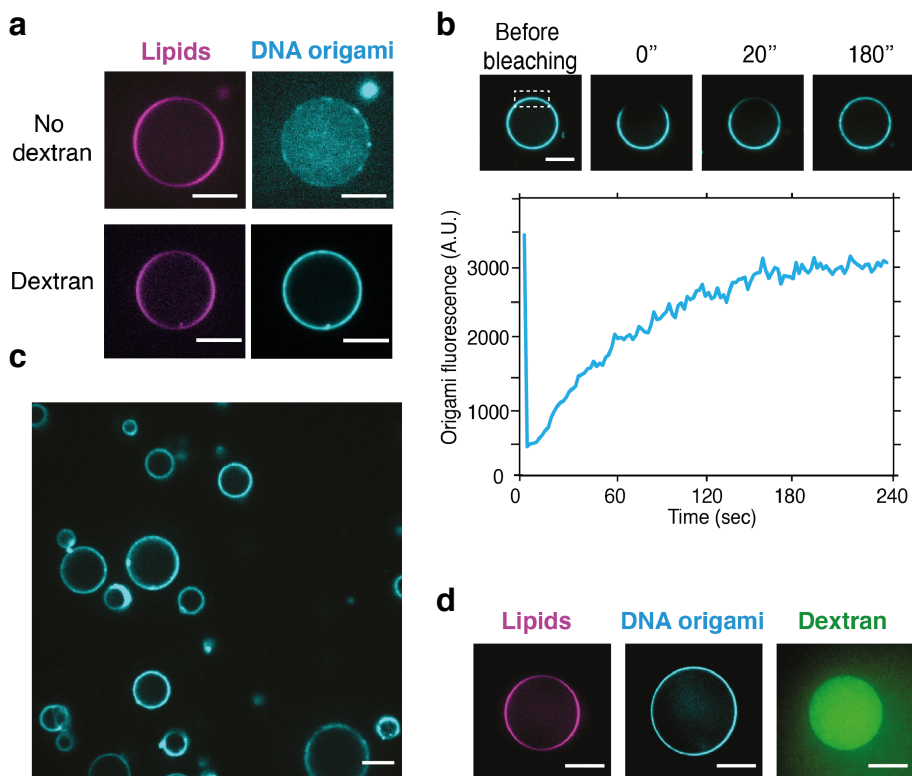 a
Lipids
DNA origami
No
dextran
Dextran
b
Before
bleaching
0”
20”
180”
Origami fluorescence (A.U.)
3000
2000
1000
0
0
60
120
180
240
Time (sec)
c
d
Lipids
DNA origami
Dextran